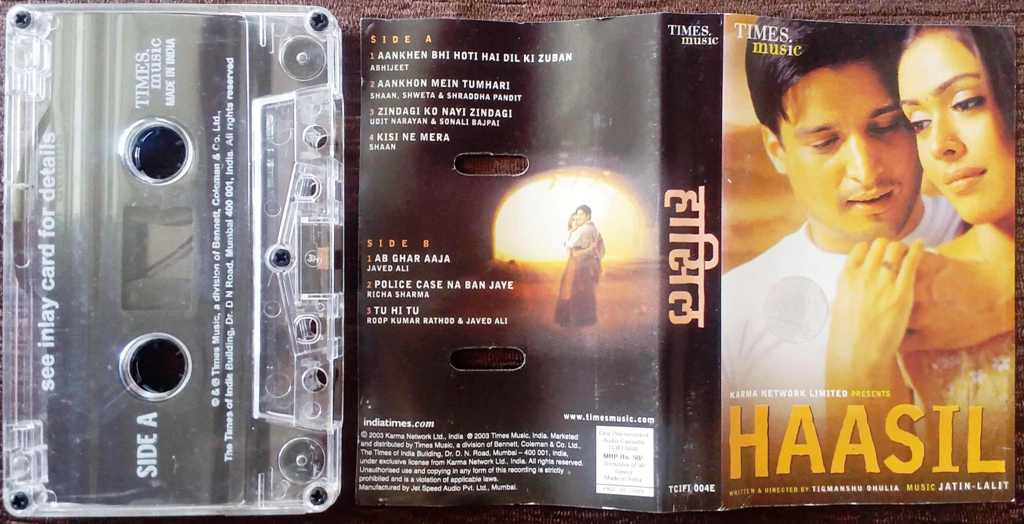 see inlay card for details
SIDE A
TIMES.
music
MADE IN INDIA
℗ & © Times Music, a division of Bennett, Coleman & Co. Ltd.,
The Times of India Building, Dr. D N Road, Mumbai 400 001, India. All rights reserved
SIDE A
1 AANKHEN BHI HOTI HAI DIL KI ZUBAN
ABHIJEET
2 AANKHON MEIN TUMHARI
SHAAN, SHWETA & SHRADDHA PANDIT
3 ZINDAGI KO NAYI ZINDAGI
UDIT NARAYAN & SONALI BAJPAI
4 KISI NE MERA
SHAAN
SIDE B
1 AB GHAR AAJA
JAVED ALI
2 POLICE CASE NA BAN JAYE
RICHA SHARMA
3 TU HI TU
ROOP KUMAR RATHOD & JAVED ALI
indiatimes.com
www.timesmusic.com
© 2003 Karma Network Ltd., India ℗ 2003 Times Music, India. Marketed
and distributed by Times Music, a division of Bennett, Coleman & Co. Ltd.,
The Times of India Building, Dr. D. N. Road, Mumbai – 400 001, India,
under exclusive license from Karma Network Ltd., India. All rights reserved.
Unauthorised use and copying in any form of this recording is strictly
prohibited and is a violation of applicable laws.
Manufactured by Jet Speed Audio Pvt. Ltd., Mumbai.
Audio Cassette
MRP Rs. 50/-
Made in India
TIMES.
music
हासिल
TCIFI 004E
TIMES.
music
KARMA NETWORK LIMITED PRESENTS
HAASIL
WRITTEN & DIRECTED BY TIGMANSHU DHULIA MUSIC JATIN-LALIT